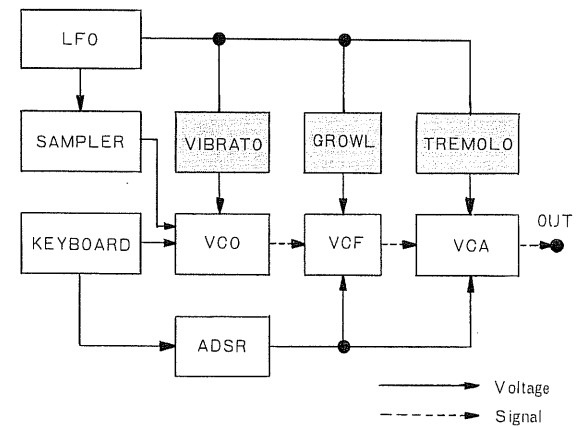 LFO
SAMPLER
VIBRATO
GROWL
TREMOLO
OUT
KEYBOARD
VCO
VCF
VCA
ADSR
Voltage
Signal